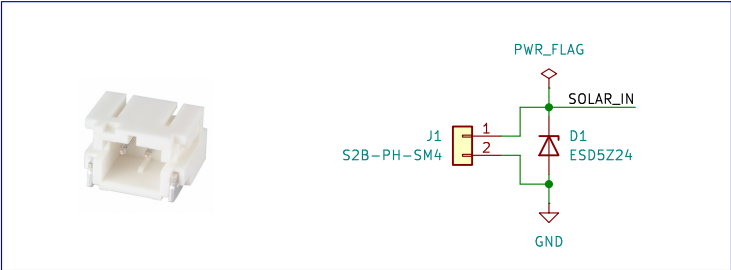 PWR_FLAG
SOLAR_IN
J1
1
D1
S2B-PH-SM4
2
ESD5Z24
GND